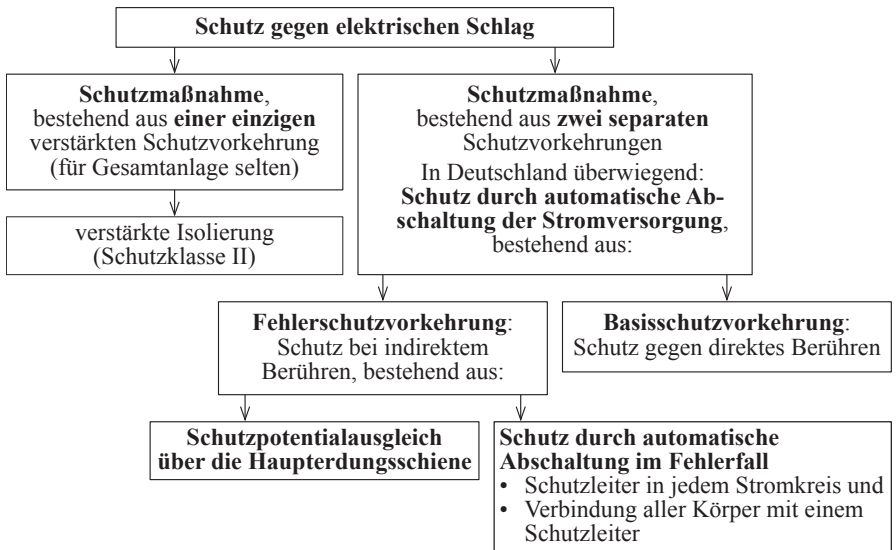 Schutz gegen elektrischen Schlag
Schutzmaßnahme,
bestehend aus einer einzigen
verstärkten Schutzvorkehrung
(für Gesamtanlage selten)
verstärkte Isolierung
(Schutzklasse II)
Schutzmaßnahme,
bestehend aus zwei separaten
Schutzvorkehrungen
In Deutschland überwiegend:
Schutz durch automatische Ab-
schaltung der Stromversorgung,
bestehend aus:
Fehlerschutzvorkehrung:
Schutz bei indirektem
Berühren, bestehend aus:
Basisschutzvorkehrung:
Schutz gegen direktes Berühren
Schutzpotentialausgleich
über die Haupterdungsschiene
Schutz durch automatische
Abschaltung im Fehlerfall
• Schutzleiter in jedem Stromkreis und
• Verbindung aller Körper mit einem
Schutzleiter